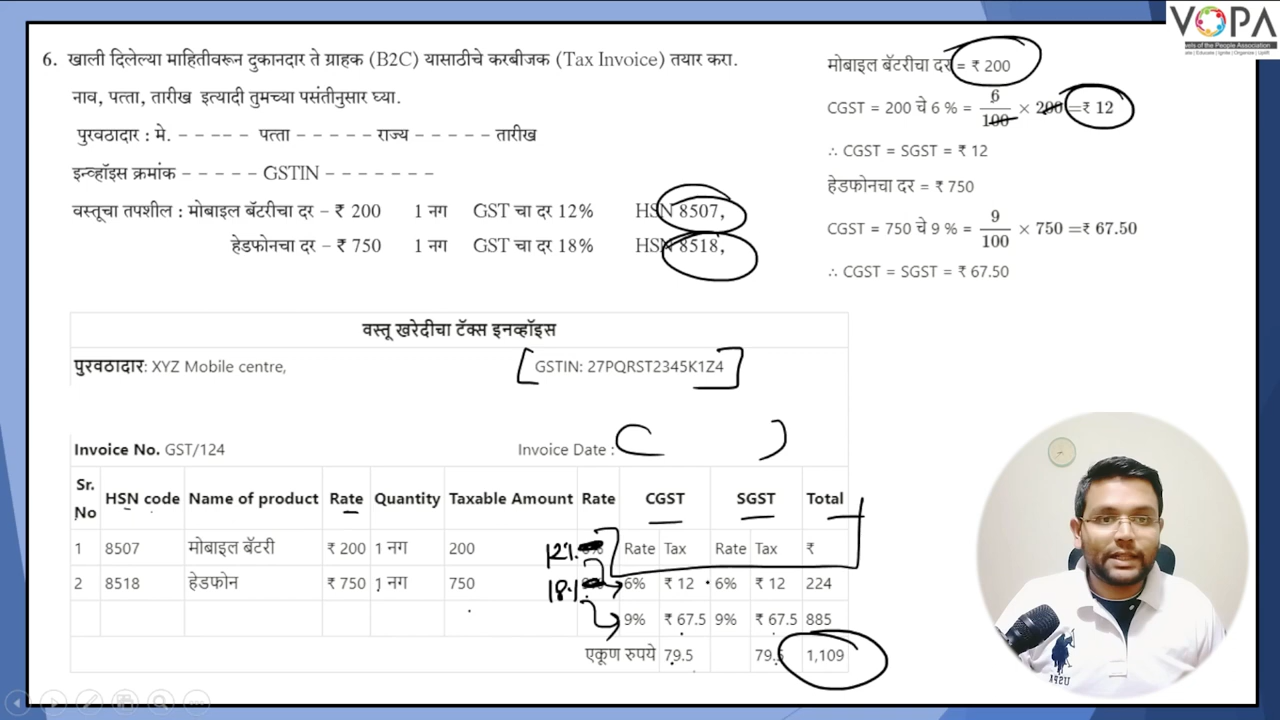 VOPA
vels of the People Association
6. खाली दिलेल्या माहितीवरून दुकानदार ते ग्राहक (B2C) यासाठीचे करबीजक (Tax Invoice) तयार करा.
नाव, पत्ता, तारीख इत्यादी तुमच्या पसंतीनुसार घ्या.
पुरवठादार : मे. - - - - - पत्ता - - - - - राज्य - - - - - तारीख
इन्व्हॉइस क्रमांक - - - - - GSTIN - - - - - - -
वस्तूचा तपशील : मोबाइल बॅटरीचा दर – ₹ 200 1 नग GST चा दर 12% HSN 8507,
हेडफोनचा दर – ₹ 750 1 नग GST चा दर 18% HSN 8518,
मोबाइल बॅटरीचा दर = ₹ 200
CGST = 200 चे 6 % = 6/100 × 200 =₹ 12
∴ CGST = SGST = ₹ 12
हेडफोनचा दर = ₹ 750
CGST = 750 चे 9 % = 9/100 × 750 =₹ 67.50
∴ CGST = SGST = ₹ 67.50
वस्तू खरेदीचा टॅक्स इनव्हॉइस
पुरवठादार: XYZ Mobile centre, GSTIN: 27PQRST2345K1Z4
Invoice No. GST/124 Invoice Date :
Sr. No HSN code Name of product Rate Quantity Taxable Amount Rate CGST SGST Total
1 8507 मोबाइल बॅटरी ₹ 200 1 नग 200 12% Rate Tax Rate Tax ₹
2 8518 हेडफोन ₹ 750 1 नग 750 18% 6% ₹ 12 6% ₹ 12 224
9% ₹ 67.5 9% ₹ 67.5 885
एकूण रुपये 79.5 79.5 1,109